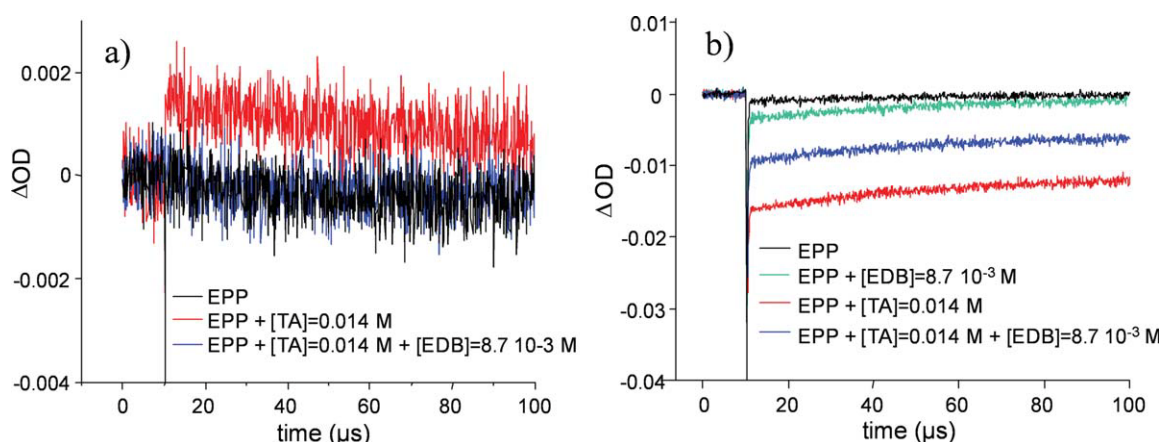 a)
0.002
0
-0.002
-0.004
ΔOD
EPP
EPP + [TA]=0.014 M
EPP + [TA]=0.014 M + [EDB]=8.7 10-3 M
0 20 40 60 80 100
time (µs)
b)
0.01
0
-0.01
-0.02
-0.03
-0.04
ΔOD
EPP
EPP + [EDB]=8.7 10⁻³ M
EPP + [TA]=0.014 M
EPP + [TA]=0.014 M + [EDB]=8.7 10⁻³ M
0 20 40 60 80 100
time (µs)